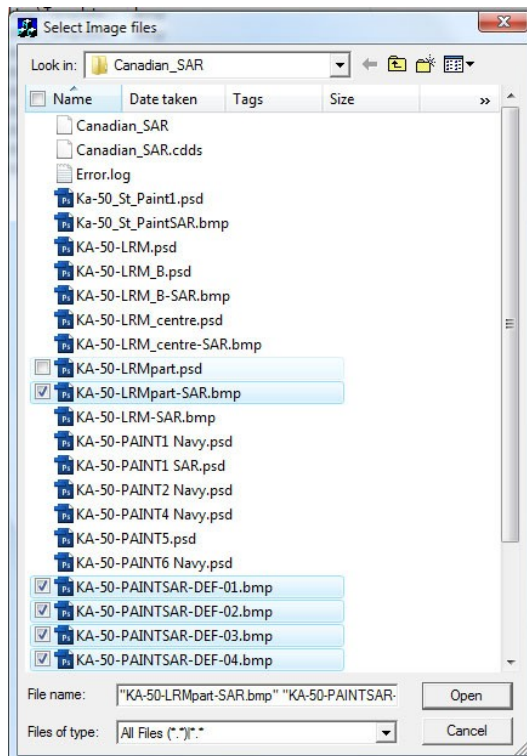 Select Image files
Look in: Canadian_SAR
Name Date taken Tags Size »
Canadian_SAR
Canadian_SAR.cdds
Error.log
Ka-50_St_Paint1.psd
Ka-50_St_PaintSAR.bmp
KA-50-LRM.psd
KA-50-LRM_B.psd
KA-50-LRM_B-SAR.bmp
KA-50-LRM_centre.psd
KA-50-LRM_centre-SAR.bmp
KA-50-LRMpart.psd
KA-50-LRMpart-SAR.bmp
KA-50-LRM-SAR.bmp
KA-50-PAINT1 Navy.psd
KA-50-PAINT1 SAR.psd
KA-50-PAINT2 Navy.psd
KA-50-PAINT4 Navy.psd
KA-50-PAINT5.psd
KA-50-PAINT6 Navy.psd
KA-50-PAINTSAR-DEF-01.bmp
KA-50-PAINTSAR-DEF-02.bmp
KA-50-PAINTSAR-DEF-03.bmp
KA-50-PAINTSAR-DEF-04.bmp
File name: "KA-50-LRMpart-SAR.bmp" "KA-50-PAINTSAR- Open
Files of type: All Files (*.*)|*.* Cancel